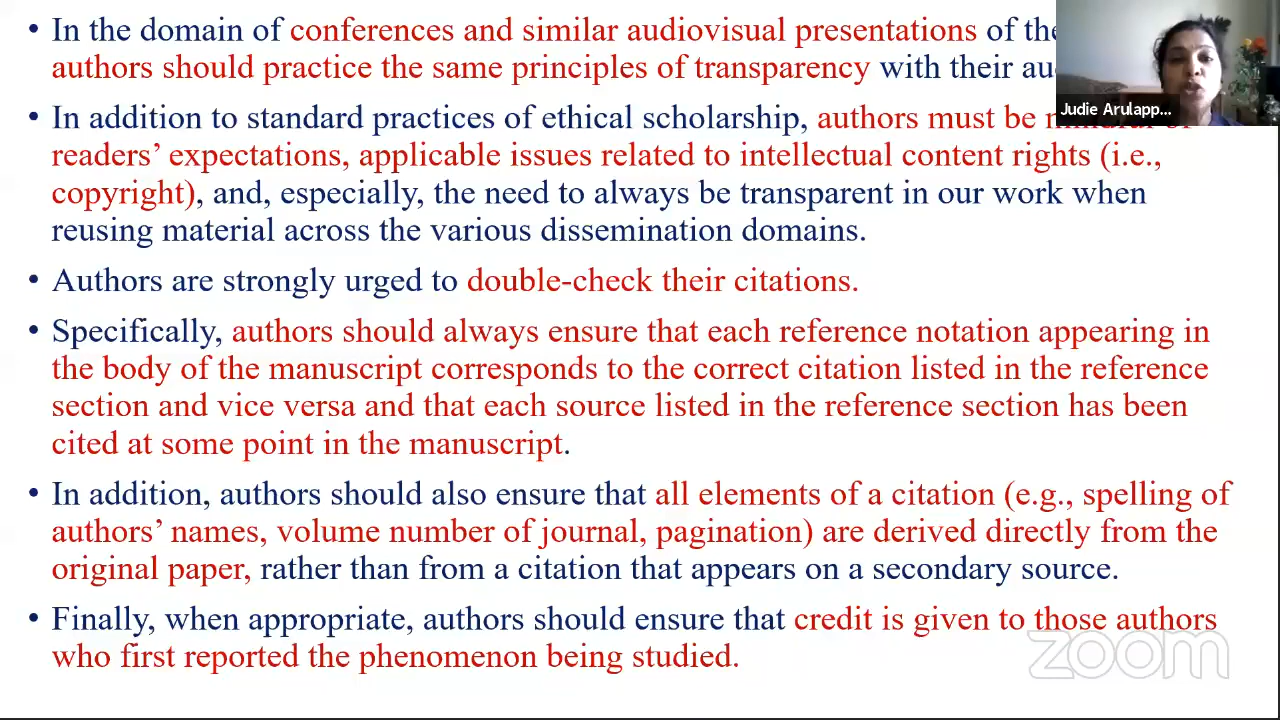 • In the domain of conferences and similar audiovisual presentations of the
authors should practice the same principles of transparency with their au
• In addition to standard practices of ethical scholarship, authors must be mindful of
readers’ expectations, applicable issues related to intellectual content rights (i.e.,
copyright), and, especially, the need to always be transparent in our work when
reusing material across the various dissemination domains.
• Authors are strongly urged to double-check their citations.
• Specifically, authors should always ensure that each reference notation appearing in
the body of the manuscript corresponds to the correct citation listed in the reference
section and vice versa and that each source listed in the reference section has been
cited at some point in the manuscript.
• In addition, authors should also ensure that all elements of a citation (e.g., spelling of
authors’ names, volume number of journal, pagination) are derived directly from the
original paper, rather than from a citation that appears on a secondary source.
• Finally, when appropriate, authors should ensure that credit is given to those authors
who first reported the phenomenon being studied.
Judie Arulapp...
zoom